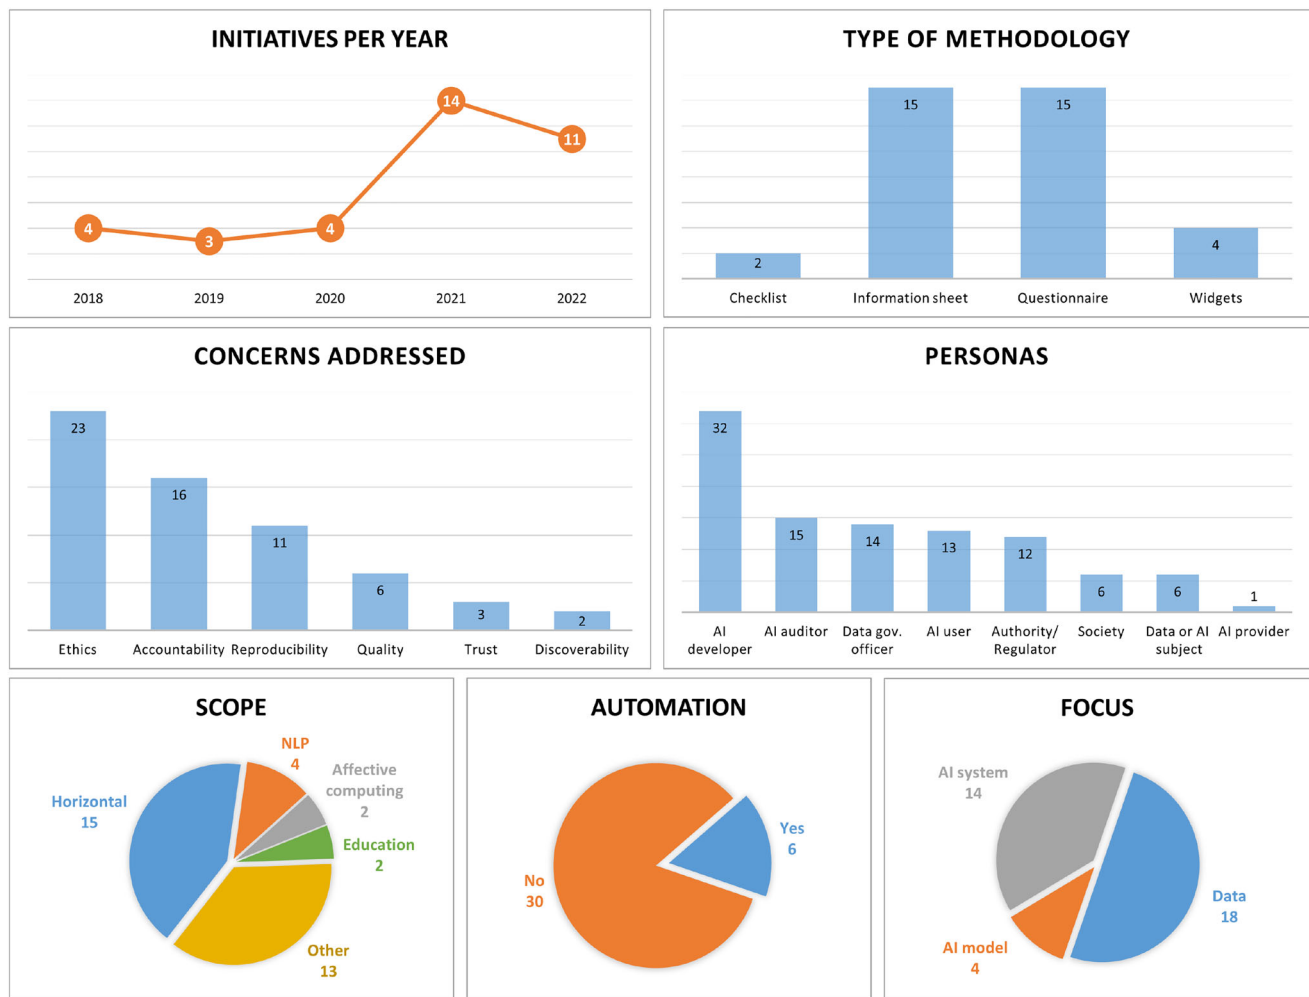 INITIATIVES PER YEAR
14
11
4
3
4
2018 2019 2020 2021 2022
TYPE OF METHODOLOGY
15 15
2 4
Checklist Information sheet Questionnaire Widgets
CONCERNS ADDRESSED
23
16
11
6
3
2
Ethics Accountability Reproducibility Quality Trust Discoverability
PERSONAS
32
15
14
13
12
6
6
1
AI AI auditor Data gov. AI user Authority/ Society Data or AI AI provider
developer officer Regulator subject
SCOPE
NLP
4
Affective
computing
2
Horizontal
15
Education
2
Other
13
AUTOMATION
Yes
6
No
30
FOCUS
AI system
14
Data
18
AI model
4